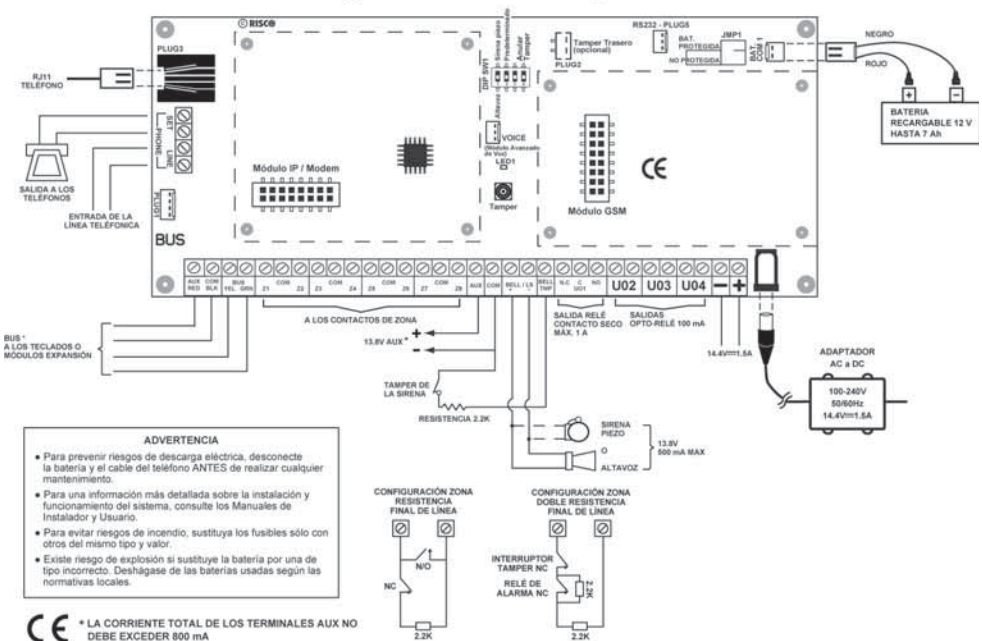 © RISCO
PLUG3
RJ11
TELÉFONO
SET
PHONE
LINE
SALIDA A LOS
TELÉFONOS
ENTRADA DE LA
LÍNEA TELÉFONICA
PLUG1
BUS
Módulo IP / Modem
DIP SW1
Sirena piezo
Predeterminado
Anular
Tamper
Altavoz
VOICE
(Módulo Avanzado
de Voz)
LED1
Tamper
PLUG2
Tamper Trasero
(opcional)
RS232 - PLUG5
BAT.
PROTEGIDA
NO PROTEGIDA
JMP1
BAT.
COM 1
NEGRO
ROJO
+ −
BATERIA
RECARGABLE 12 V
HASTA 7 Ah
Módulo GSM
CE
AUX
RED
COM
BLK
BUS
YEL GRN
COM
Z1 Z2
COM
Z3 Z4
COM
Z5 Z6
COM
Z7 Z8
AUX COM
BELL / LS
+ -
BELL
TMP
N.C C NO
UO1
U02 U03 U04 − +
BUS *
A LOS TECLADOS O
MÓDULOS EXPANSIÓN
A LOS CONTACTOS DE ZONA
+
13.8V AUX *
−
SALIDA RELÉ
CONTACTO SECO
MÁX. 1 A
SALIDAS
OPTO-RELÉ 100 mA
14.4V⎓1.5A
ADAPTADOR
AC a DC
100-240V
50/60Hz
14.4V⎓1.5A
TAMPER DE
LA SIRENA
RESISTENCIA 2.2K
SIRENA
PIEZO
O
ALTAVOZ
13.8V
500 mA MAX
ADVERTENCIA
• Para prevenir riesgos de descarga eléctrica, desconecte
la batería y el cable del teléfono ANTES de realizar cualquier
mantenimiento.
• Para una información más detallada sobre la instalación y
funcionamiento del sistema, consulte los Manuales de
Instalador y Usuario.
• Para evitar riesgos de incendio, sustituya los fusibles sólo con
otros del mismo tipo y valor.
• Existe riesgo de explosión si sustituye la batería por una de
tipo incorrecto. Deshágase de las baterías usadas según las
normativas locales.
CE * LA CORRIENTE TOTAL DE LOS TERMINALES AUX NO
DEBE EXCEDER 800 mA
CONFIGURACIÓN ZONA
RESISTENCIA
FINAL DE LÍNEA
N/O
NC
2.2K
CONFIGURACIÓN ZONA
DOBLE RESISTENCIA
FINAL DE LÍNEA
INTERRUPTOR
TAMPER NC
RELÉ DE
ALARMA NC
2.2K
2.2K